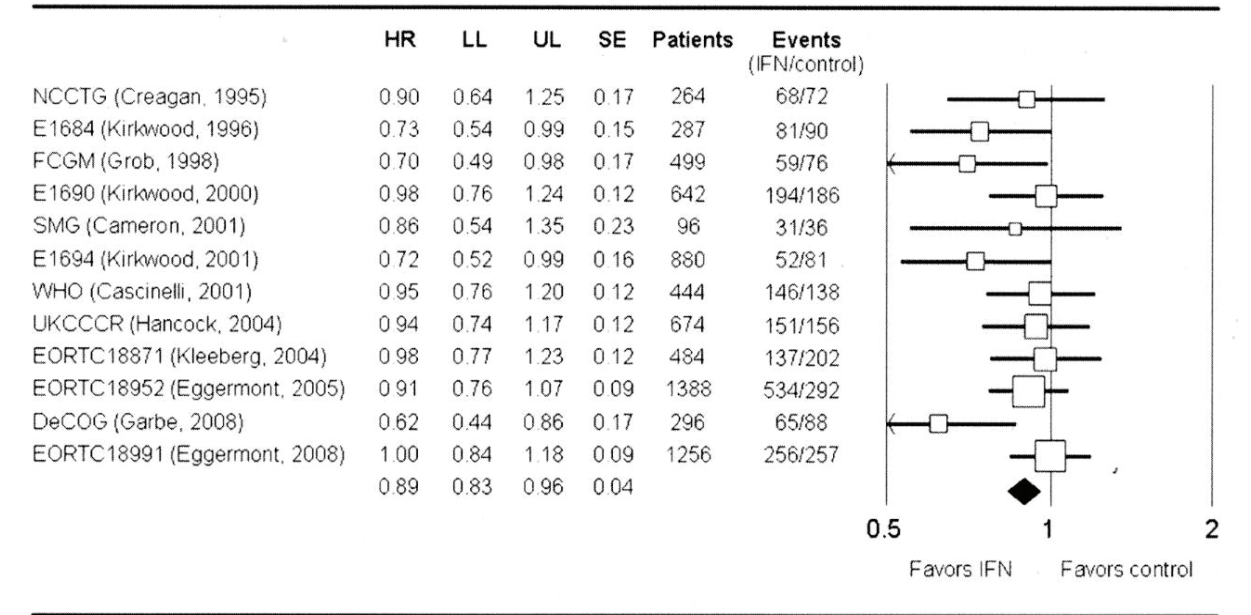 HR LL UL SE Patients Events
(IFN/control)
NCCTG (Creagan, 1995) 0.90 0.64 1.25 0.17 264 68/72
E1684 (Kirkwood, 1996) 0.73 0.54 0.99 0.15 287 81/90
FCGM (Grob, 1998) 0.70 0.49 0.98 0.17 499 59/76
E1690 (Kirkwood, 2000) 0.98 0.76 1.24 0.12 642 194/186
SMG (Cameron, 2001) 0.86 0.54 1.35 0.23 96 31/36
E1694 (Kirkwood, 2001) 0.72 0.52 0.99 0.16 880 52/81
WHO (Cascinelli, 2001) 0.95 0.76 1.20 0.12 444 146/138
UKCCCR (Hancock, 2004) 0.94 0.74 1.17 0.12 674 151/156
EORTC18871 (Kleeberg, 2004) 0.98 0.77 1.23 0.12 484 137/202
EORTC18952 (Eggermont, 2005) 0.91 0.76 1.07 0.09 1388 534/292
DeCOG (Garbe, 2008) 0.62 0.44 0.86 0.17 296 65/88
EORTC18991 (Eggermont, 2008) 1.00 0.84 1.18 0.09 1256 256/257
0.89 0.83 0.96 0.04
0.5 1 2
Favors IFN Favors control